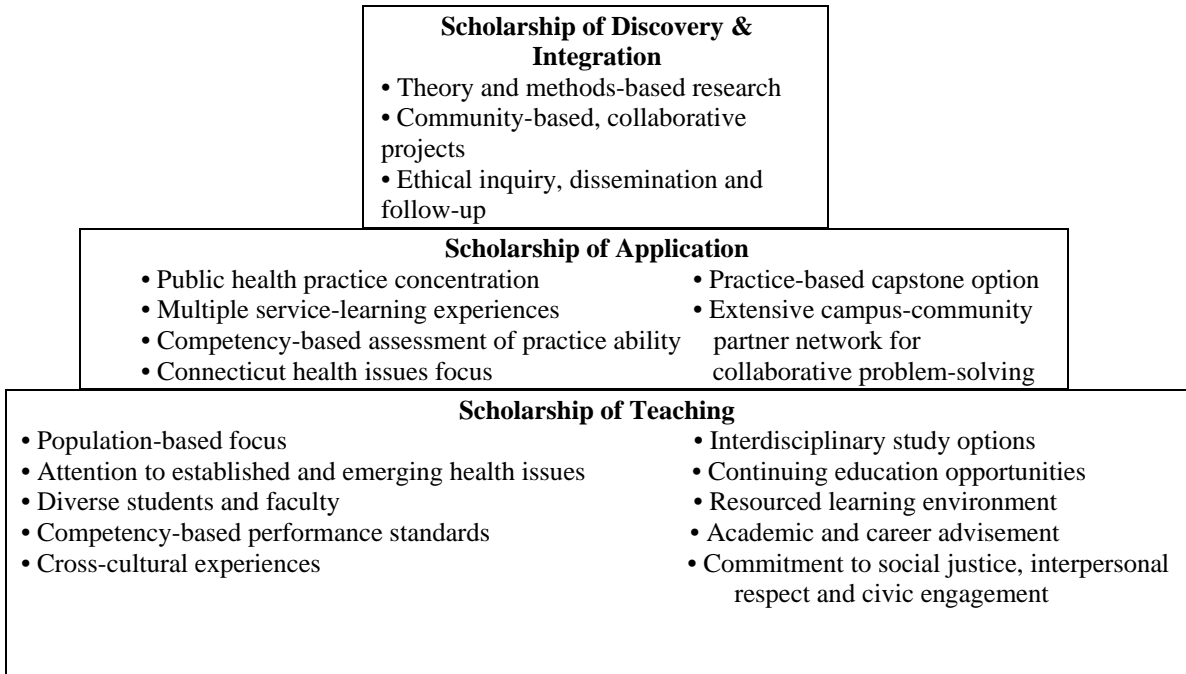 Scholarship of Discovery &
Integration
• Theory and methods-based research
• Community-based, collaborative
projects
• Ethical inquiry, dissemination and
follow-up
Scholarship of Application
• Public health practice concentration
• Multiple service-learning experiences
• Competency-based assessment of practice ability
• Connecticut health issues focus
• Practice-based capstone option
• Extensive campus-community
partner network for
collaborative problem-solving
Scholarship of Teaching
• Population-based focus
• Attention to established and emerging health issues
• Diverse students and faculty
• Competency-based performance standards
• Cross-cultural experiences
• Interdisciplinary study options
• Continuing education opportunities
• Resourced learning environment
• Academic and career advisement
• Commitment to social justice, interpersonal
respect and civic engagement